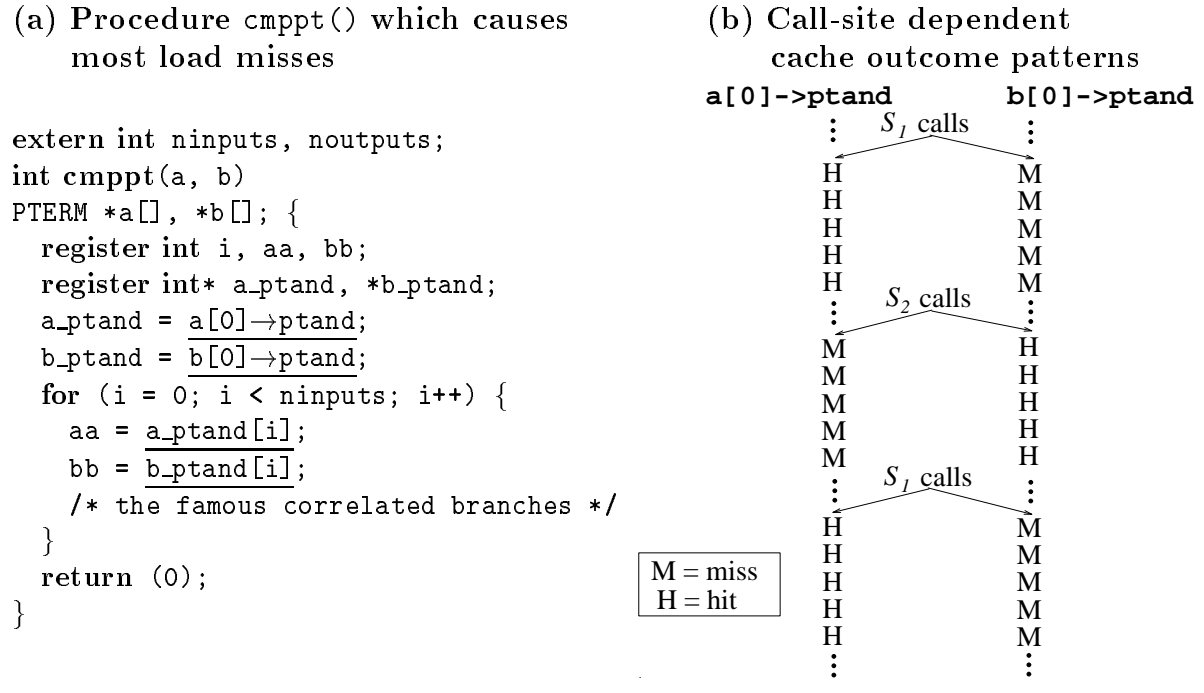 (a) Procedure cmppt() which causes
most load misses
extern int ninputs, noutputs;
int cmppt(a, b)
PTERM *a[], *b[]; {
register int i, aa, bb;
register int* a_ptand, *b_ptand;
a_ptand = a[0]→ptand;
b_ptand = b[0]→ptand;
for (i = 0; i < ninputs; i++) {
aa = a_ptand[i];
bb = b_ptand[i];
/* the famous correlated branches */
}
return (0);
}
(b) Call-site dependent
cache outcome patterns
a[0]->ptand b[0]->ptand
S1 calls
H M
H M
H M
H M
H M
S2 calls
M H
M H
M H
M H
M H
S1 calls
H M
H M
H M
H M
H M
M = miss
H = hit